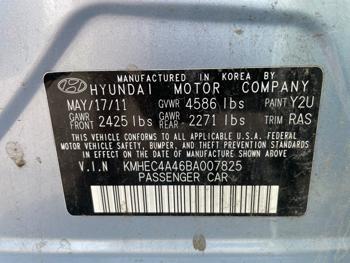 MANUFACTURED IN KOREA BY
HYUNDAI MOTOR COMPANY
MAY/17/11 GVWR 4586 lbs PAINT Y2U
GAWR FRONT 2425 lbs GAWR REAR 2271 lbs TRIM RAS
THIS VEHICLE CONFORMS TO ALL APPLICABLE U.S.A. FEDERAL
MOTOR VEHICLE SAFETY, BUMPER, AND THEFT PREVENTION
STANDARDS IN EFFECT ON THE DATE OF MANUFACTURE SHOWN ABOVE
V.I.N KMHEC4A46BA007825
PASSENGER CAR